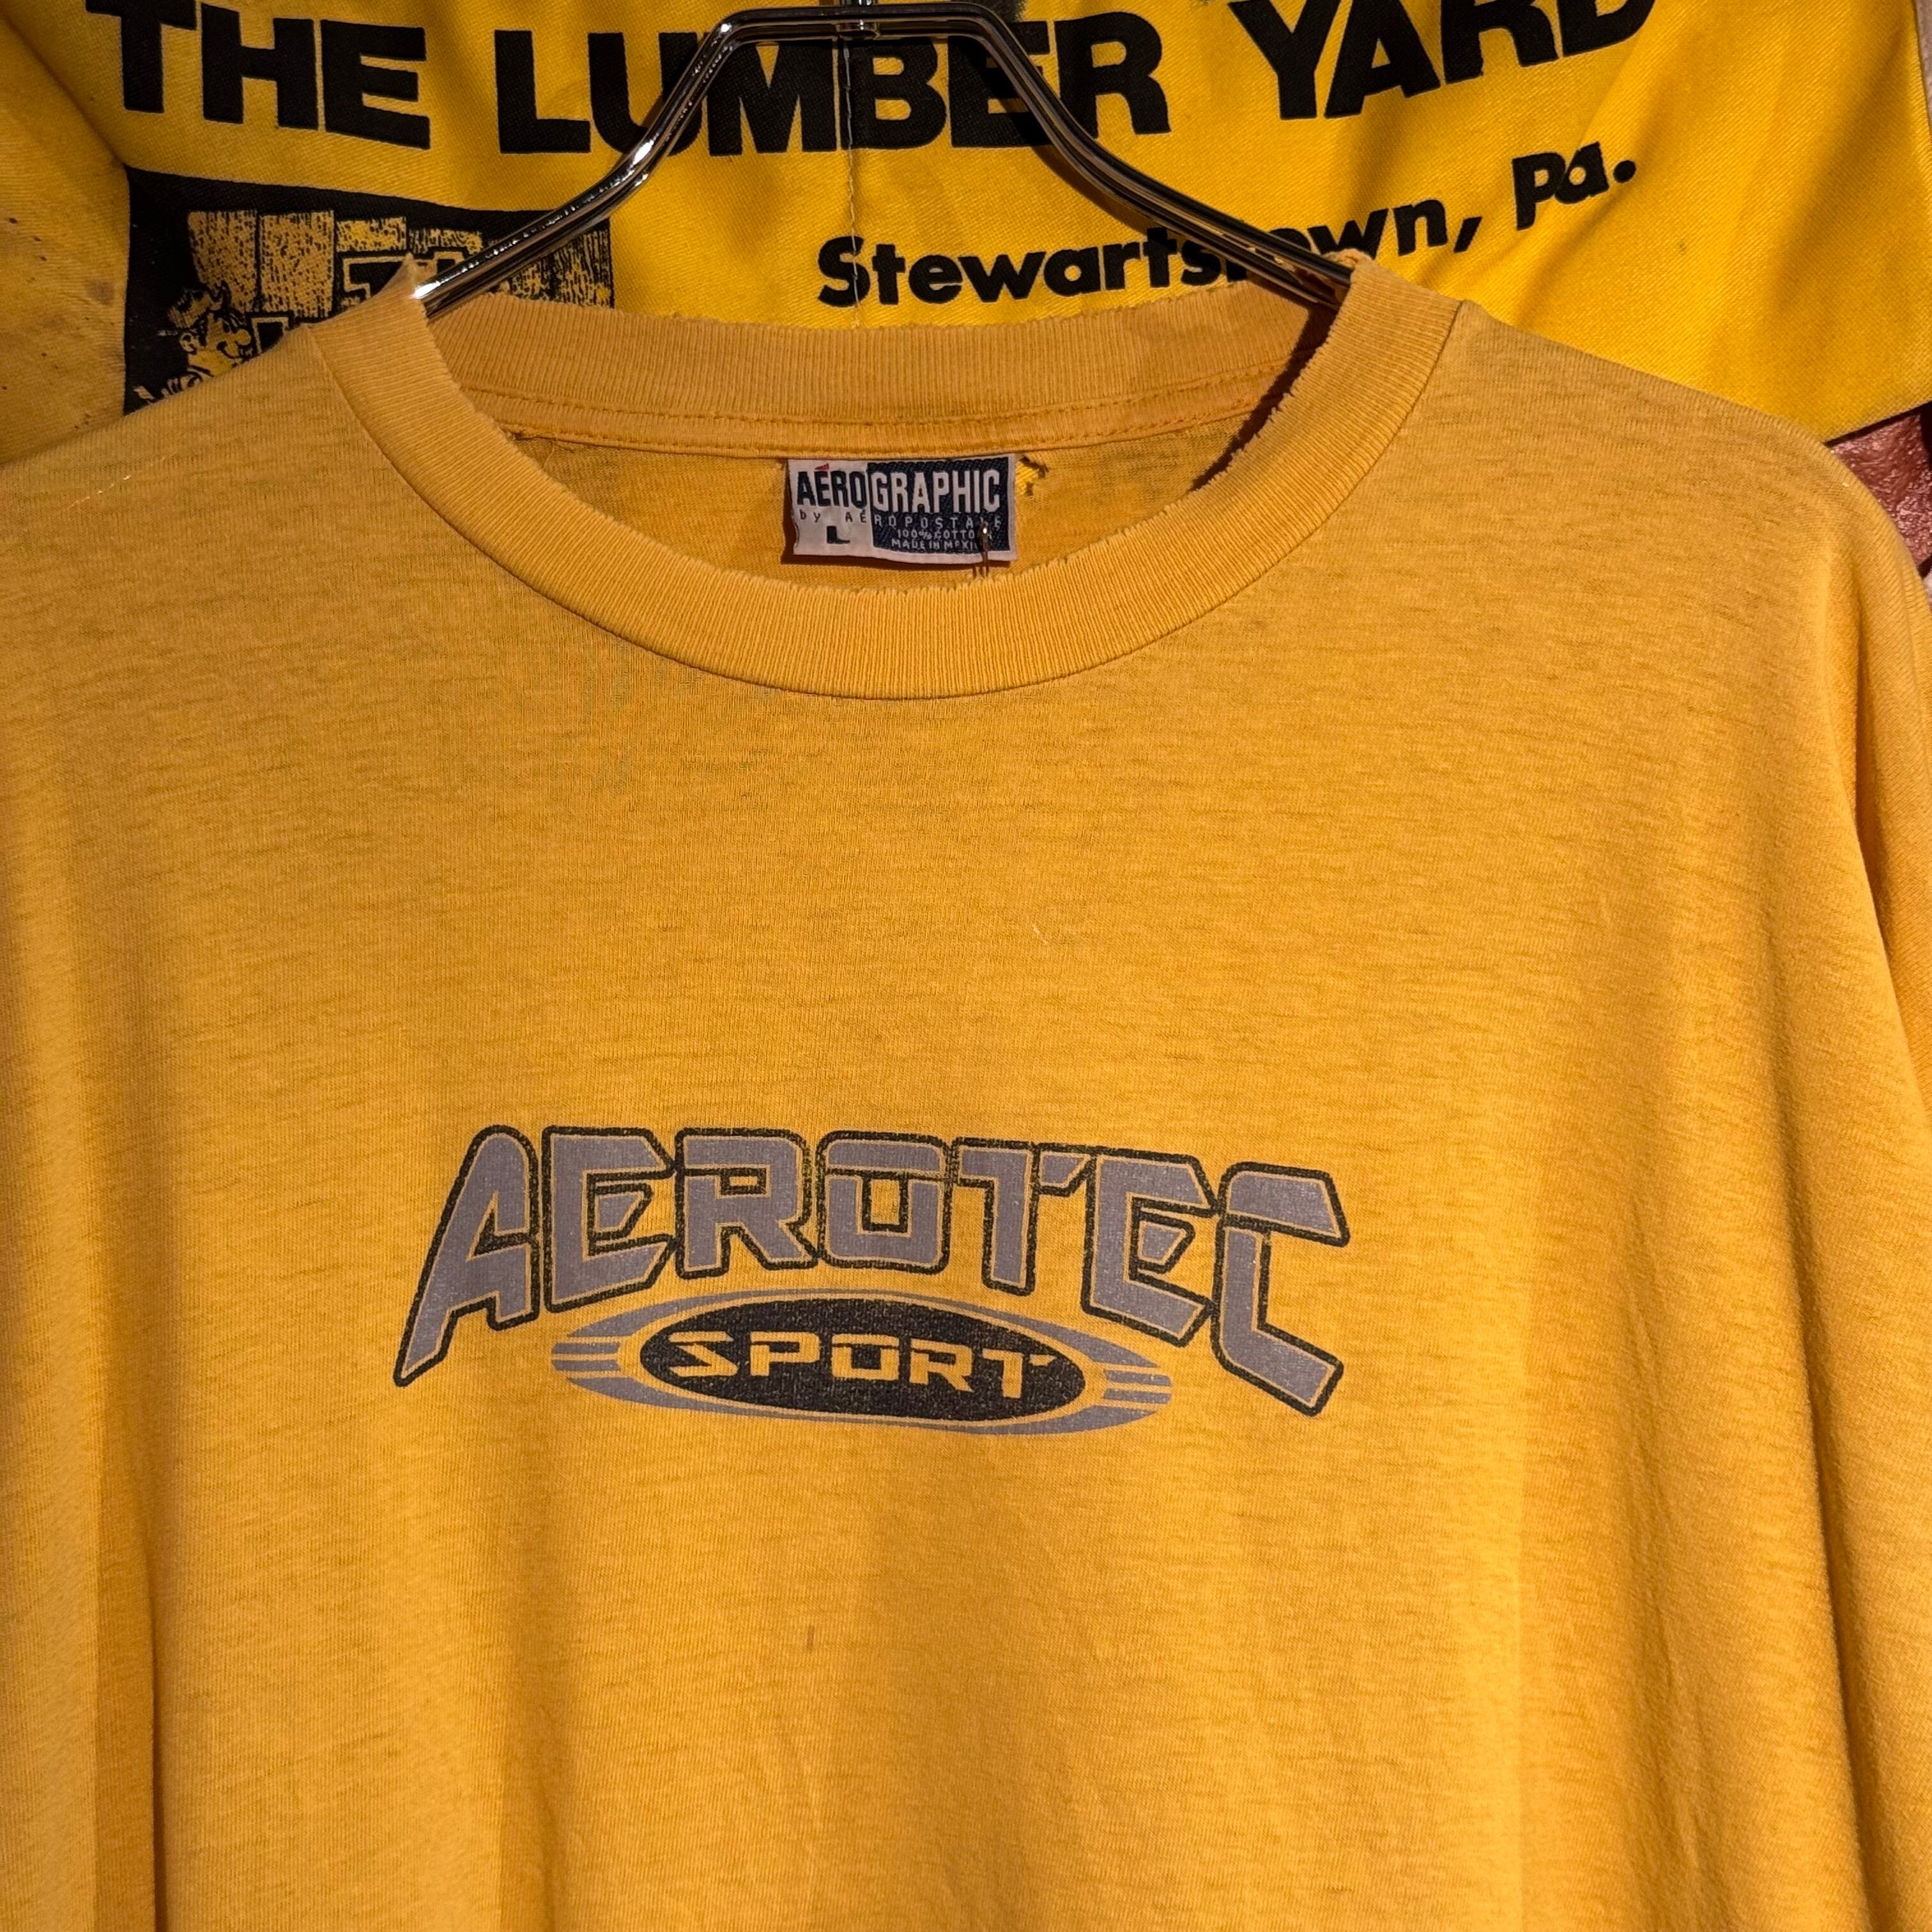 THE LUMBER YARD
Stewartstown, Pa.
AÉROGRAPHIC
by AÉROPOSTALE
L
100% COTTON
MADE IN MEXICO
AEROTEC
SPORT